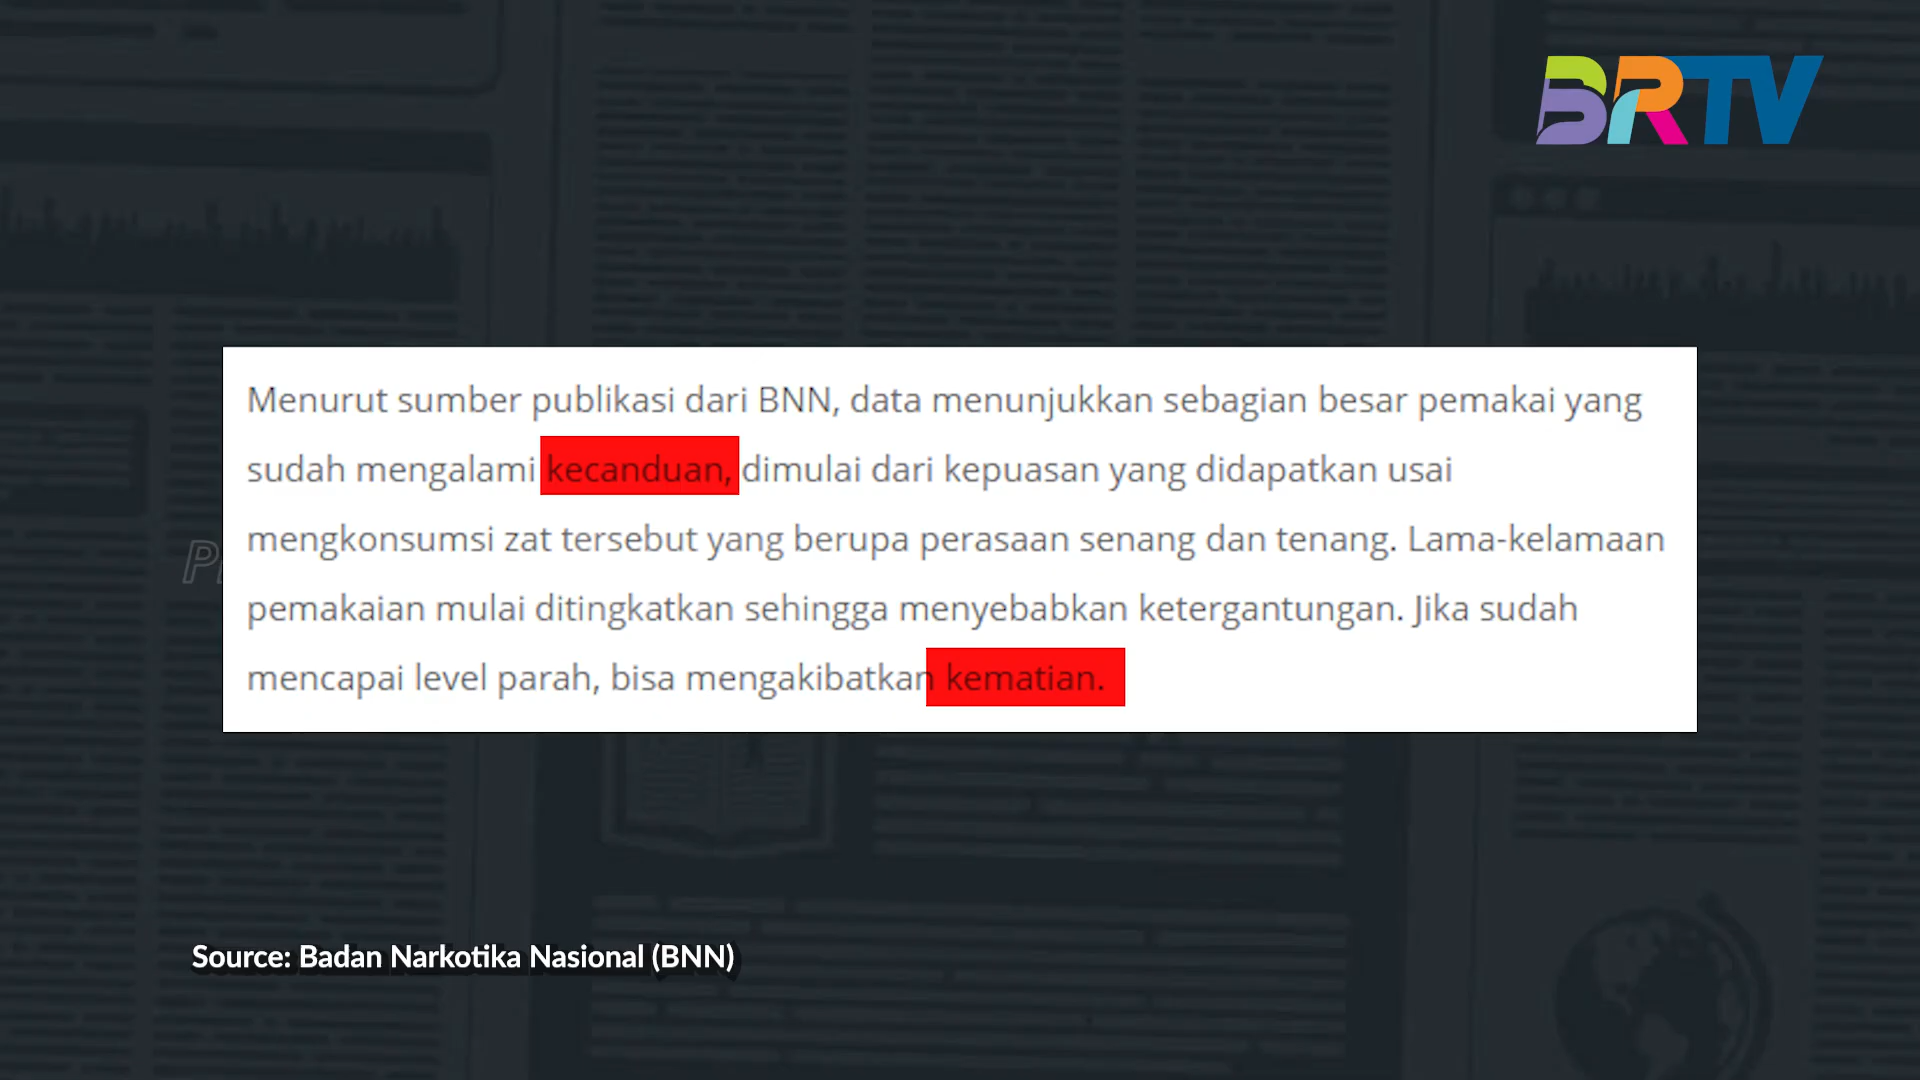 BRTV
Menurut sumber publikasi dari BNN, data menunjukkan sebagian besar pemakai yang
sudah mengalami kecanduan, dimulai dari kepuasan yang didapatkan usai
mengkonsumsi zat tersebut yang berupa perasaan senang dan tenang. Lama-kelamaan
pemakaian mulai ditingkatkan sehingga menyebabkan ketergantungan. Jika sudah
mencapai level parah, bisa mengakibatkan kematian.
Source: Badan Narkotika Nasional (BNN)